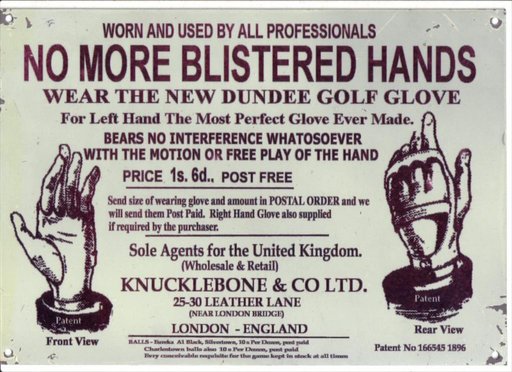 WORN AND USED BY ALL PROFESSIONALS
NO MORE BLISTERED HANDS
WEAR THE NEW DUNDEE GOLF GLOVE
For Left Hand The Most Perfect Glove Ever Made.
BEARS NO INTERFERENCE WHATOSOEVER
WITH THE MOTION OR FREE PLAY OF THE HAND
PRICE 1s. 6d., POST FREE
Send size of wearing glove and amount in POSTAL ORDER and we
will send them Post Paid. Right Hand Glove also supplied
if required by the purchaser.
Sole Agents for the United Kingdom.
(Wholesale & Retail)
KNUCKLEBONE & CO LTD.
25-30 LEATHER LANE
(NEAR LONDON BRIDGE)
LONDON - ENGLAND
BALLS - Eureka A1 Black, Silvertown, 10s Per Dozen, post paid
Charlestown balls also 10s Per Dozen, post paid
Every conceivable requisite for the game kept in stock at all times
Patent
Front View
Patent
Rear View
Patent No 166545 1896